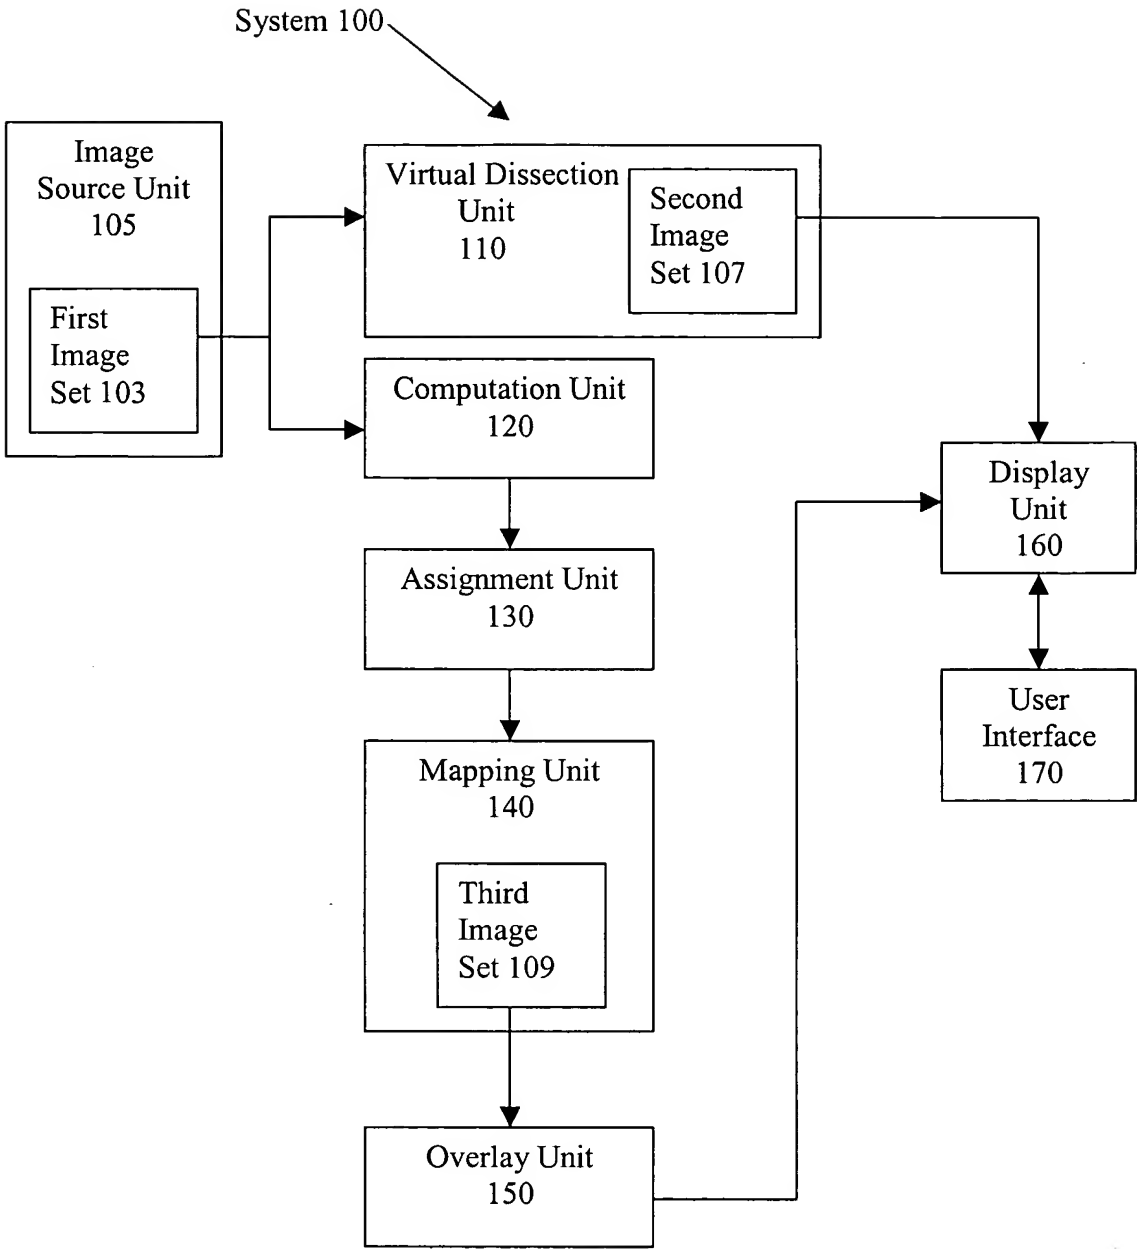 System 100
Image
Source Unit
105
First
Image
Set 103
Virtual Dissection
Unit
110
Second
Image
Set 107
Computation Unit
120
Assignment Unit
130
Mapping Unit
140
Third
Image
Set 109
Overlay Unit
150
Display
Unit
160
User
Interface
170